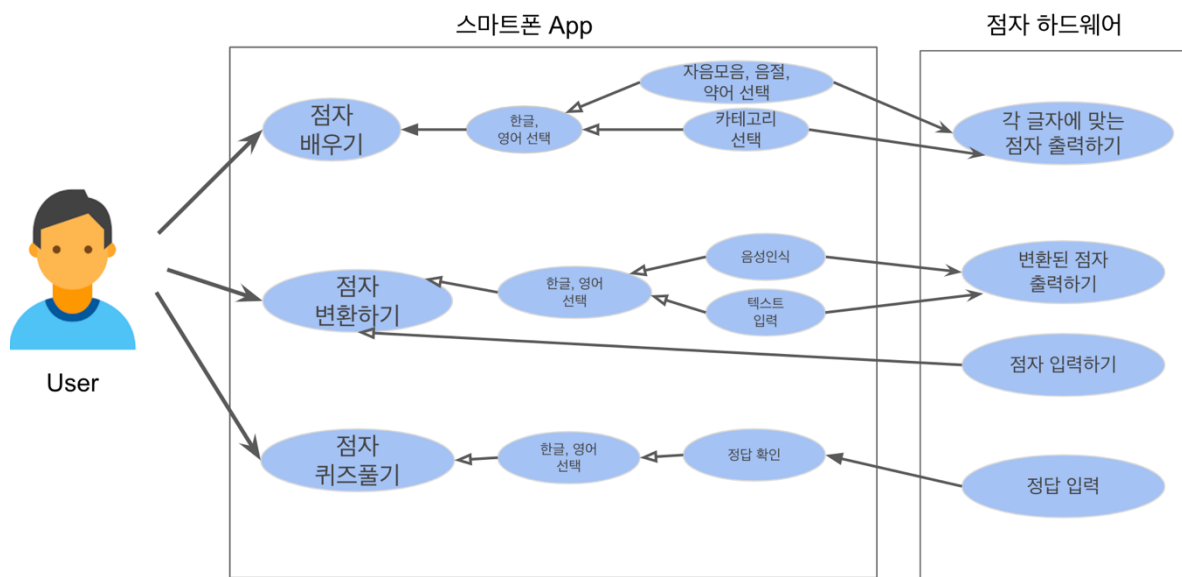 스마트폰 App
점자 하드웨어
점자
배우기
한글,
영어 선택
자음모음, 음절,
약어 선택
카테고리
선택
각 글자에 맞는
점자 출력하기
User
점자
변환하기
한글, 영어
선택
음성인식
텍스트
입력
변환된 점자
출력하기
점자 입력하기
점자
퀴즈풀기
한글, 영어
선택
정답 확인
정답 입력